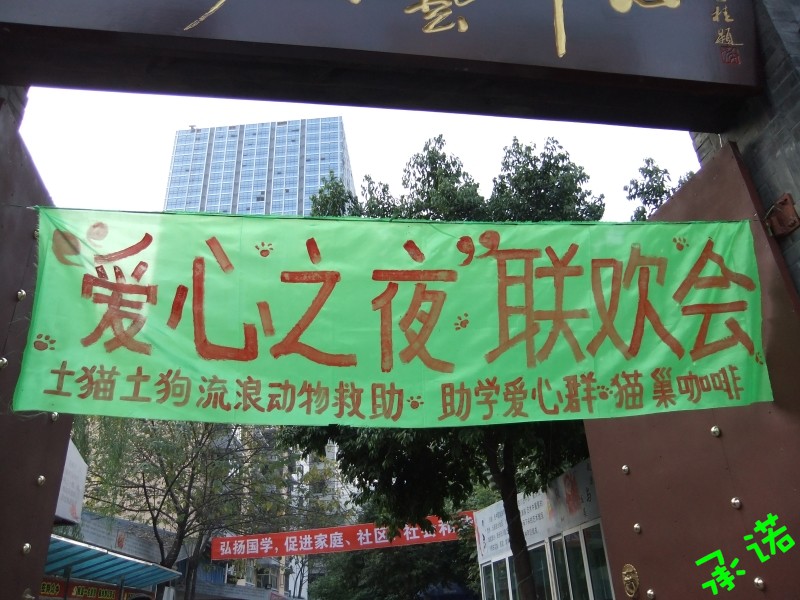 “爱心之夜”联欢会
土猫土狗流浪动物救助 助学爱心群 猫巢咖啡
弘扬国学,促进家庭、社区、社会和
承诺